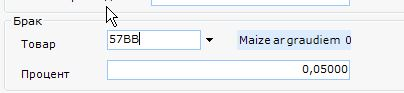 Брак
Товар 57BB Maize ar graudiem 0
Процент 0,05000